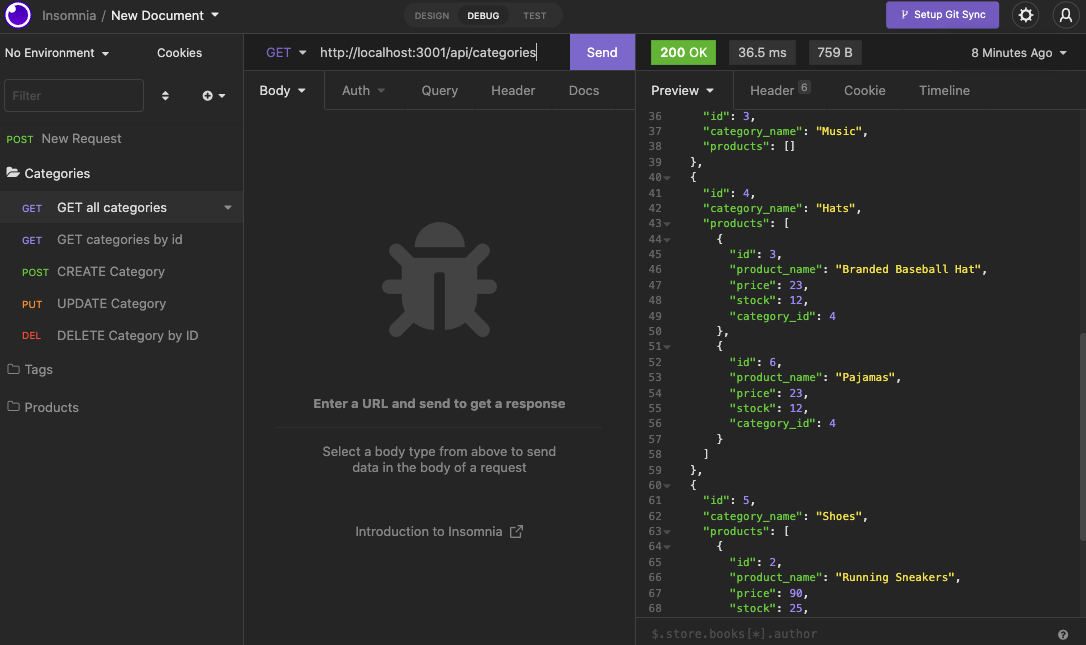 Insomnia / New Document
DESIGN DEBUG TEST
Setup Git Sync
No Environment Cookies
GET http://localhost:3001/api/categories Send
200 OK 36.5 ms 759 B 8 Minutes Ago
Filter
Body Auth Query Header Docs
Preview Header 6 Cookie Timeline
POST New Request
Categories
GET GET all categories
GET GET categories by id
POST CREATE Category
PUT UPDATE Category
DEL DELETE Category by ID
Tags
Products
Enter a URL and send to get a response
Select a body type from above to send
data in the body of a request
Introduction to Insomnia
36 "id": 3,
37 "category_name": "Music",
38 "products": []
39 },
40 {
41 "id": 4,
42 "category_name": "Hats",
43 "products": [
44 {
45 "id": 3,
46 "product_name": "Branded Baseball Hat",
47 "price": 23,
48 "stock": 12,
49 "category_id": 4
50 },
51 {
52 "id": 6,
53 "product_name": "Pajamas",
54 "price": 23,
55 "stock": 12,
56 "category_id": 4
57 }
58 ]
59 },
60 {
61 "id": 5,
62 "category_name": "Shoes",
63 "products": [
64 {
65 "id": 2,
66 "product_name": "Running Sneakers",
67 "price": 90,
68 "stock": 25,
$.store.books[*].author